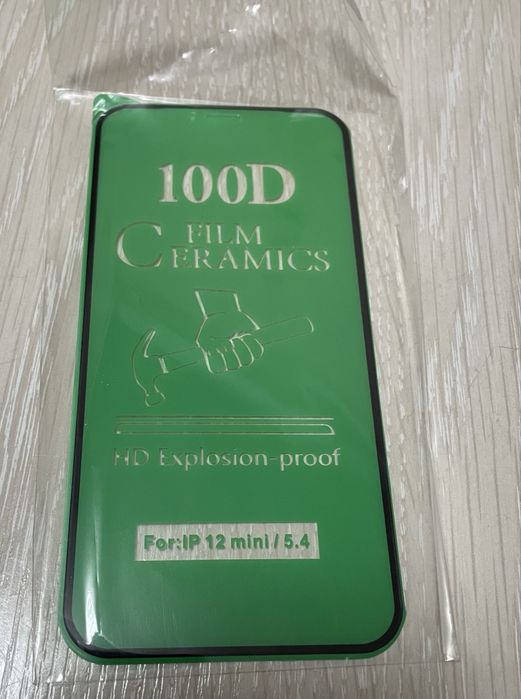 100D
FILM
CERAMICS
HD Explosion-proof
For:IP 12 mini / 5.4